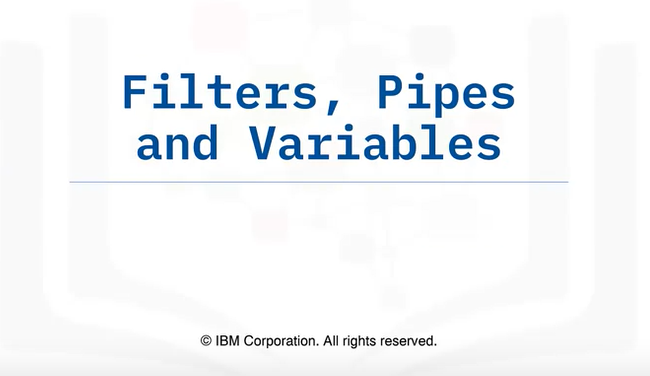 Filters, Pipes
and Variables
© IBM Corporation. All rights reserved.